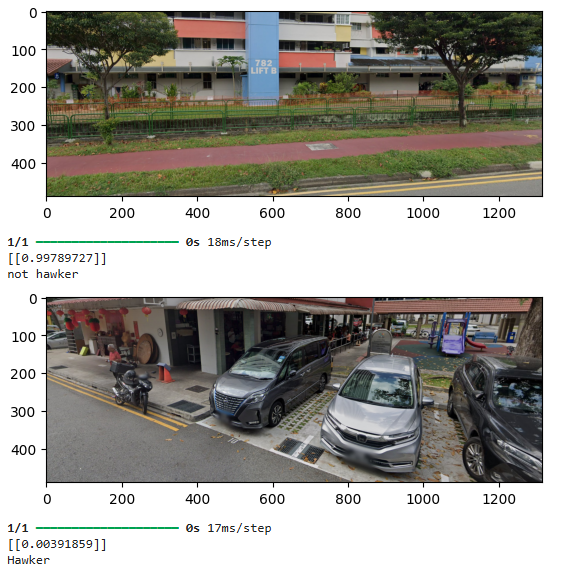 0
100
200
300
400
782
LIFT B
0 200 400 600 800 1000 1200
1/1 ━━━━━━━━━━━━━━━━━━━━ 0s 18ms/step
[[0.99789727]]
not hawker
0
100
200
300
400
0 200 400 600 800 1000 1200
1/1 ━━━━━━━━━━━━━━━━━━━━ 0s 17ms/step
[[0.00391859]]
Hawker